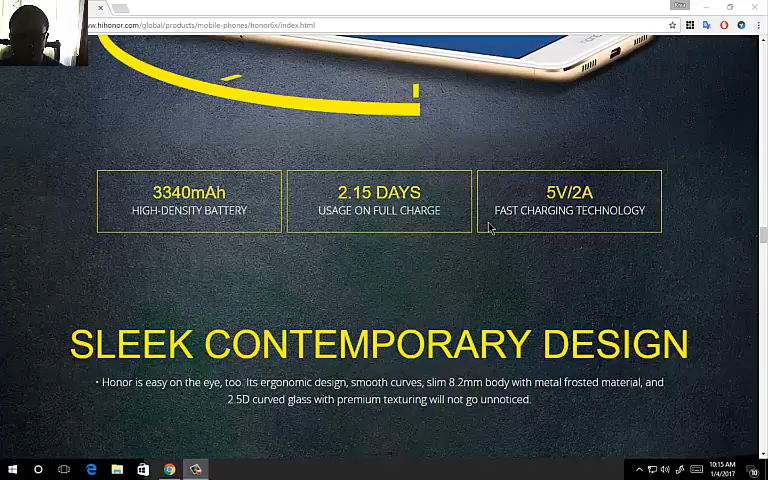 ww.hihonor.com/global/products/mobile-phones/honor6x/index.html
honor
3340mAh
HIGH-DENSITY BATTERY
2.15 DAYS
USAGE ON FULL CHARGE
5V/2A
FAST CHARGING TECHNOLOGY
SLEEK CONTEMPORARY DESIGN
• Honor is easy on the eye, too. Its ergonomic design, smooth curves, slim 8.2mm body with metal frosted material, and
2.5D curved glass with premium texturing will not go unnoticed.
10:15 AM
1/4/2017